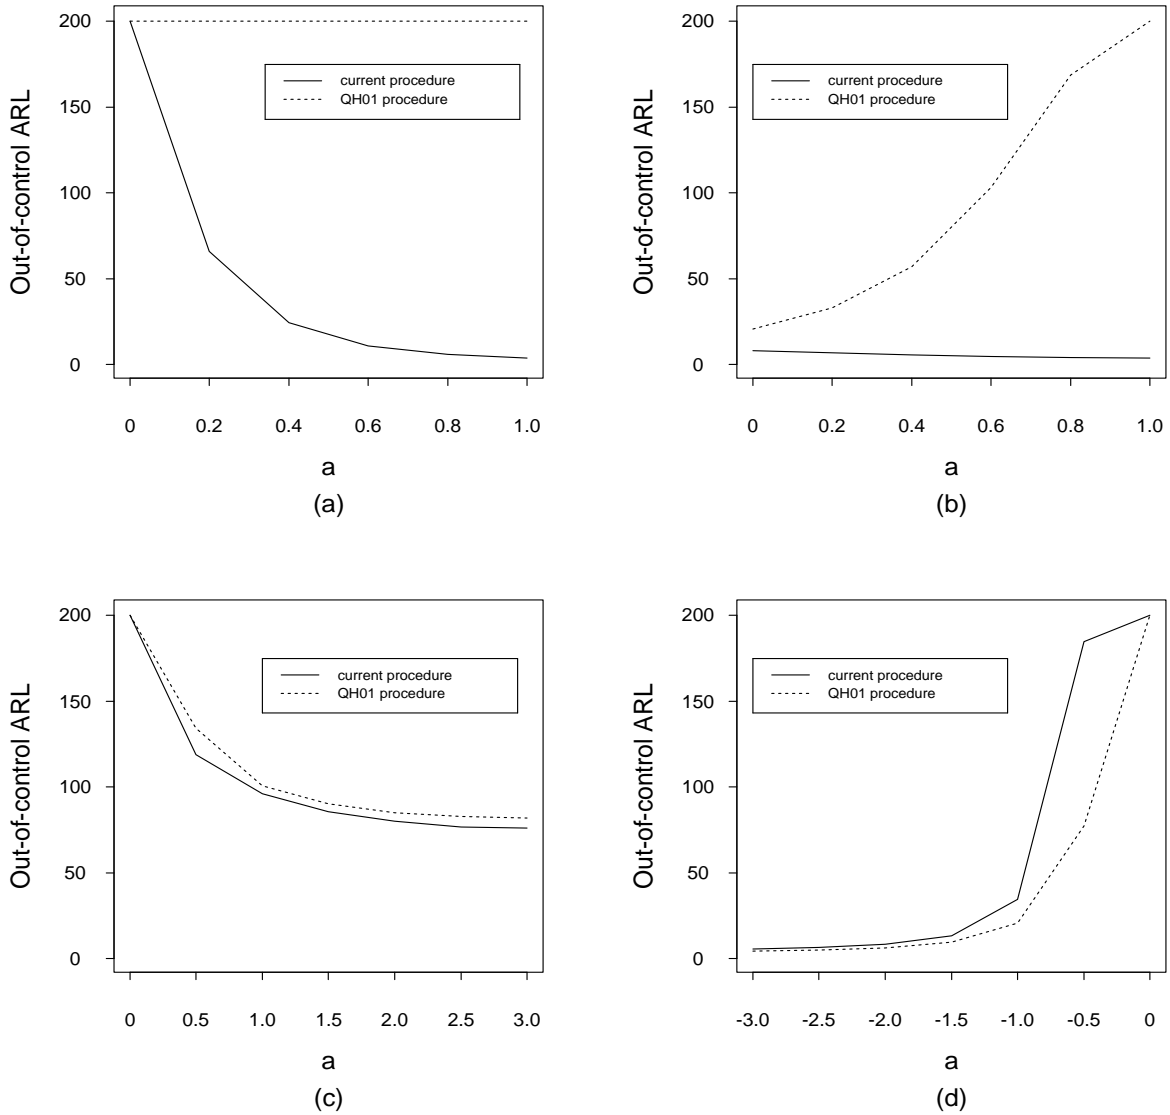 Out-of-control ARL
200
150
100
50
0
current procedure
QH01 procedure
0 0.2 0.4 0.6 0.8 1.0
a
(a)
Out-of-control ARL
200
150
100
50
0
current procedure
QH01 procedure
0 0.2 0.4 0.6 0.8 1.0
a
(b)
Out-of-control ARL
200
150
100
50
0
current procedure
QH01 procedure
0 0.5 1.0 1.5 2.0 2.5 3.0
a
(c)
Out-of-control ARL
200
150
100
50
0
current procedure
QH01 procedure
-3.0 -2.5 -2.0 -1.5 -1.0 -0.5 0
a
(d)